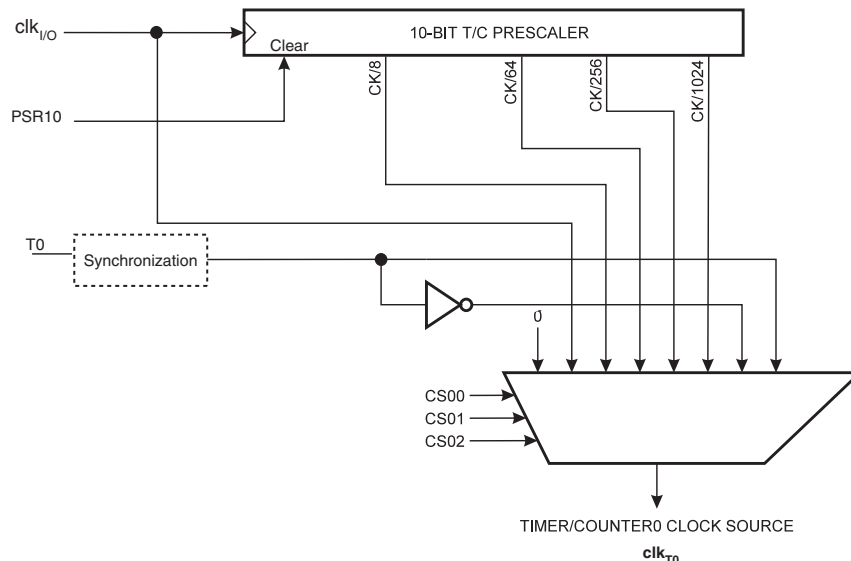 clkI/O
10-BIT T/C PRESCALER
Clear
CK/8
CK/64
CK/256
CK/1024
PSR10
T0
Synchronization
0
CS00
CS01
CS02
TIMER/COUNTER0 CLOCK SOURCE
clkT0